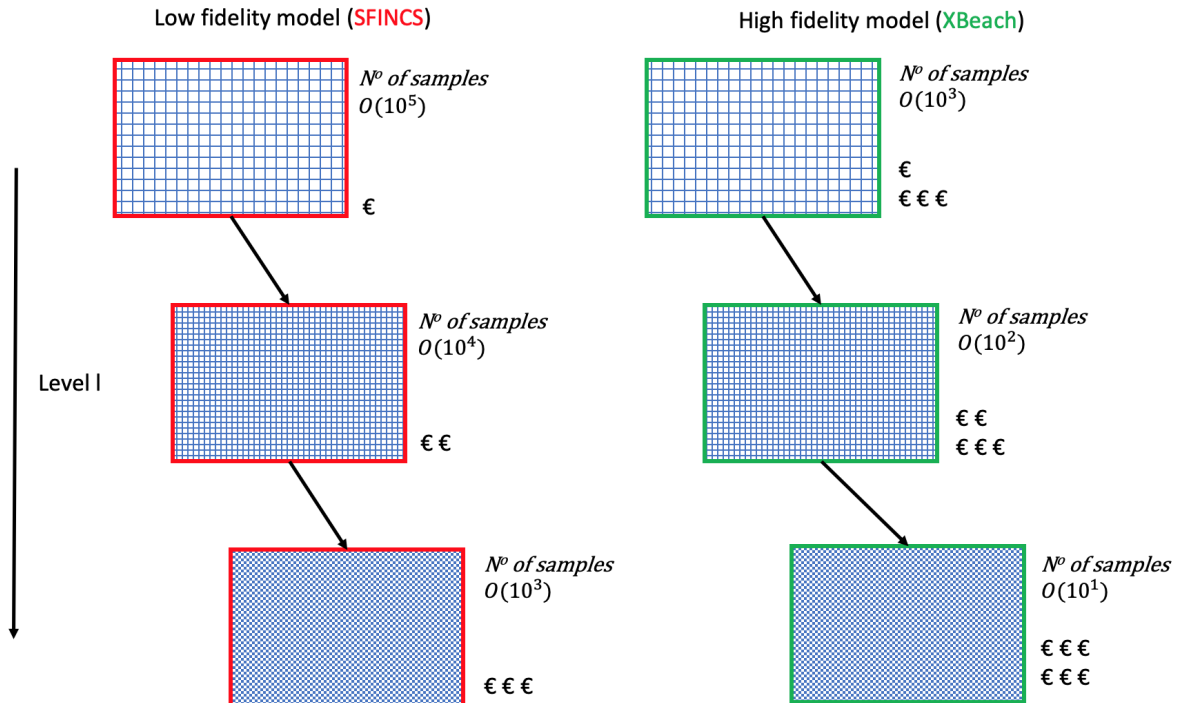 Low fidelity model (SFINCS)
High fidelity model (XBeach)
Nº of samples
O(10⁵)
€
Nº of samples
O(10³)
€
€ € €
Level l
Nº of samples
O(10⁴)
€ €
Nº of samples
O(10²)
€ €
€ € €
Nº of samples
O(10³)
€ € €
Nº of samples
O(10¹)
€ € €
€ € €